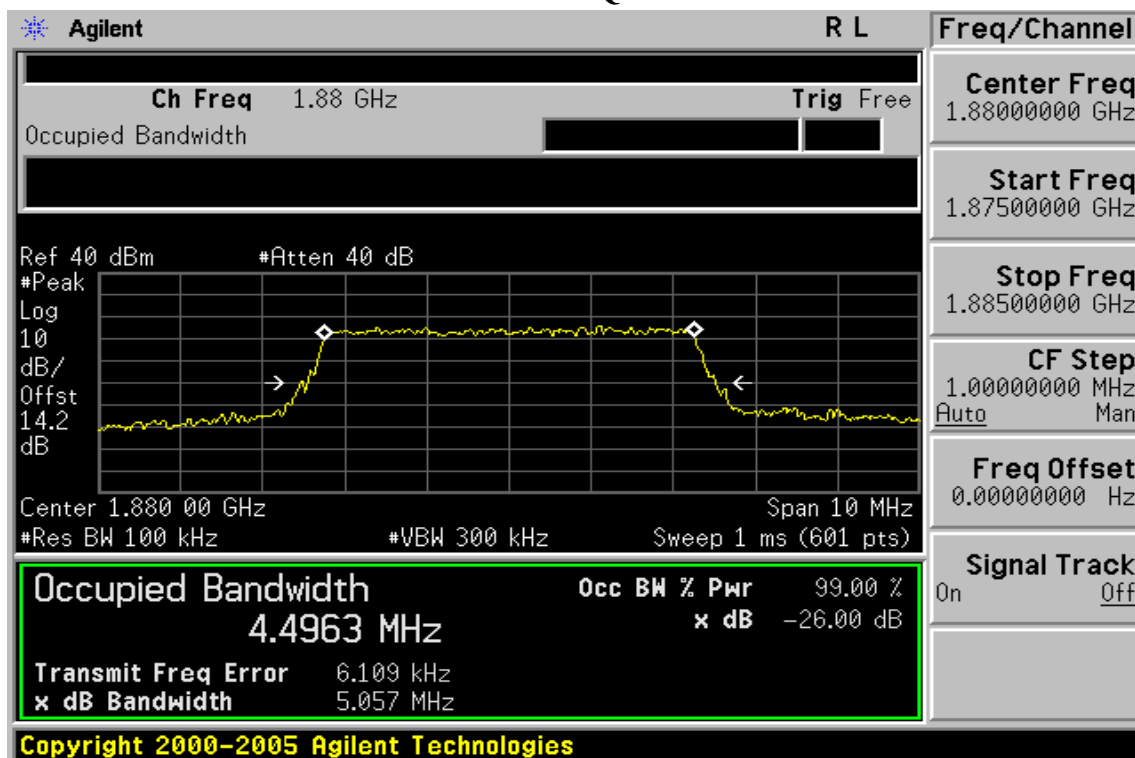 Agilent R L Freq/Channel
Ch Freq 1.88 GHz Trig Free
Occupied Bandwidth
Center Freq
1.88000000 GHz
Start Freq
1.87500000 GHz
Stop Freq
1.88500000 GHz
CF Step
1.00000000 MHz
Auto Man
Freq Offset
0.00000000 Hz
Signal Track
On Off
Ref 40 dBm #Atten 40 dB
#Peak
Log
10
dB/
Offst
14.2
dB
Center 1.880 00 GHz Span 10 MHz
#Res BW 100 kHz #VBW 300 kHz Sweep 1 ms (601 pts)
Occupied Bandwidth Occ BW % Pwr 99.00 %
4.4963 MHz x dB -26.00 dB
Transmit Freq Error 6.109 kHz
x dB Bandwidth 5.057 MHz
Copyright 2000-2005 Agilent Technologies